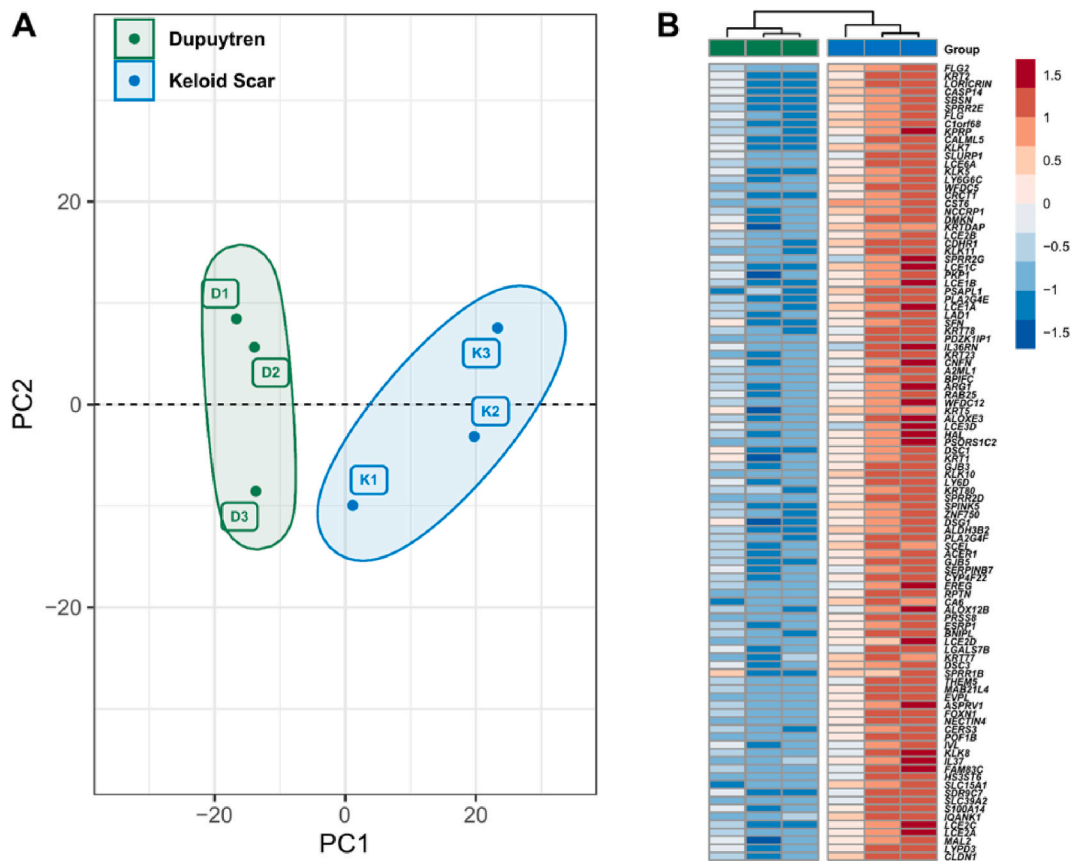 A
Dupuytren
Keloid Scar
20
0
−20
−20
0
20
PC1
PC2
D1
D2
D3
K1
K2
K3
B
Group
FLG2
KRT2
LORICRIN
CASP14
SBSN
SPRR2E
FLG
C1orf68
KPRP
CALML5
KLK7
SLURP1
LCE6A
KLK5
LY6G6C
WFDC5
CRCT1
CST6
NCCRP1
DMKN
KRTDAP
LCE2B
CDHR1
KLK11
SPRR2G
LCE1C
PKP1
LCE1B
PSAPL1
PLA2G4E
LCE1A
LAD1
SFN
KRT78
PDZK1IP1
IL36RN
KRT23
CNFN
A2ML1
BPIFC
ARG1
RAB25
WFDC12
KRT5
ALOXE3
LCE3D
HAL
PSORS1C2
DSC1
KRT1
GJB3
KLK10
LY6D
KRT80
SPRR2D
SPINK5
ZNF750
DSG1
ALDH3B2
PLA2G4F
SCEL
ACER1
GJB5
SERPINB7
CYP4F22
EREG
RPTN
CA6
ALOX12B
PRSS8
ESRP1
BNIPL
LCE2D
LGALS7B
KRT77
DSC3
SPRR1B
THEM5
MAB21L4
EVPL
ASPRV1
FOXN1
NECTIN4
CERS3
POF1B
IVL
KLK8
IL37
FAM83C
HS3ST6
SLC15A1
SDR9C7
SLC39A2
S100A14
IQANK1
LCE2C
LCE2A
MAL2
LYPD3
CLDN1
1.5
1
0.5
0
−0.5
−1
−1.5